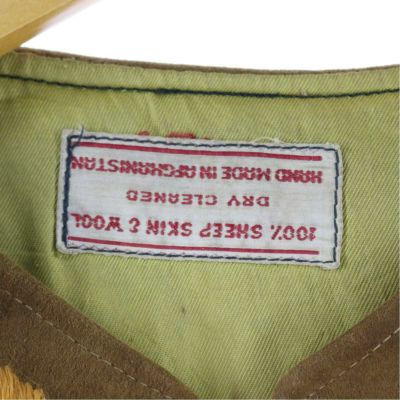 100% SHEEP SKIN & WOOL
DRY CLEANED
HAND MADE IN AFGHANISTAN